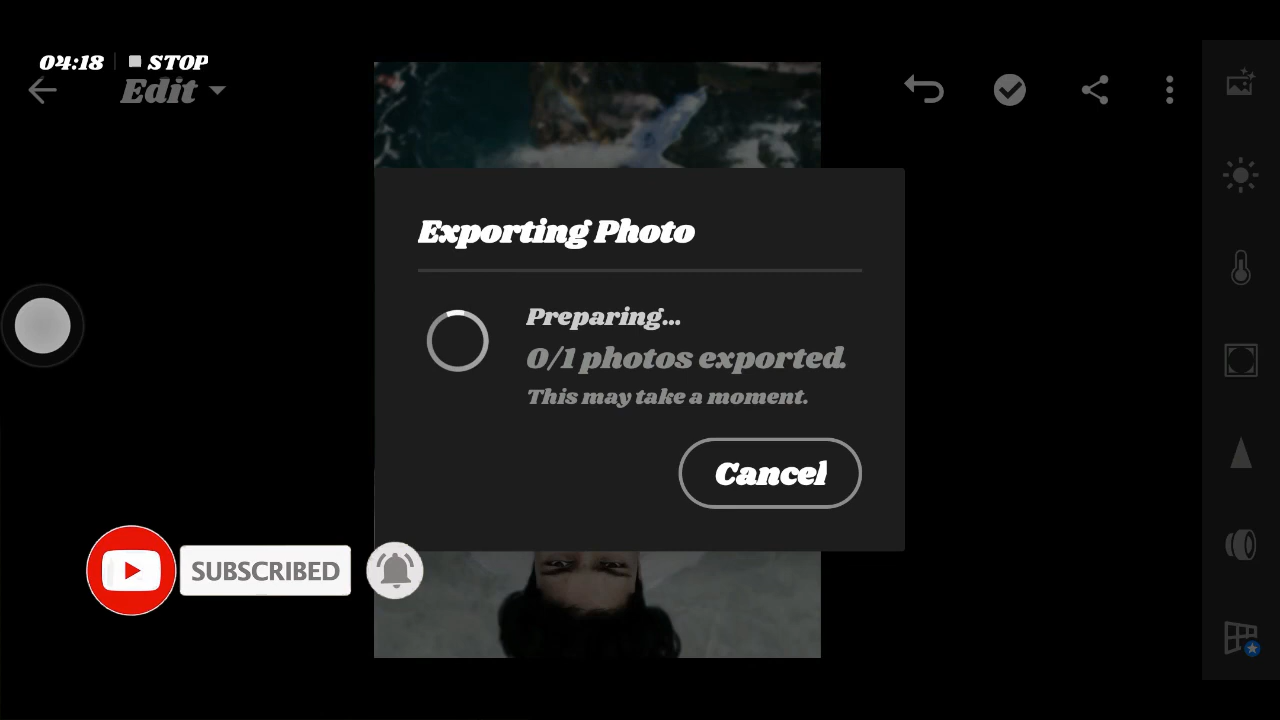 04:18 STOP
Edit
Exporting Photo
Preparing...
0/1 photos exported.
This may take a moment.
Cancel
SUBSCRIBED